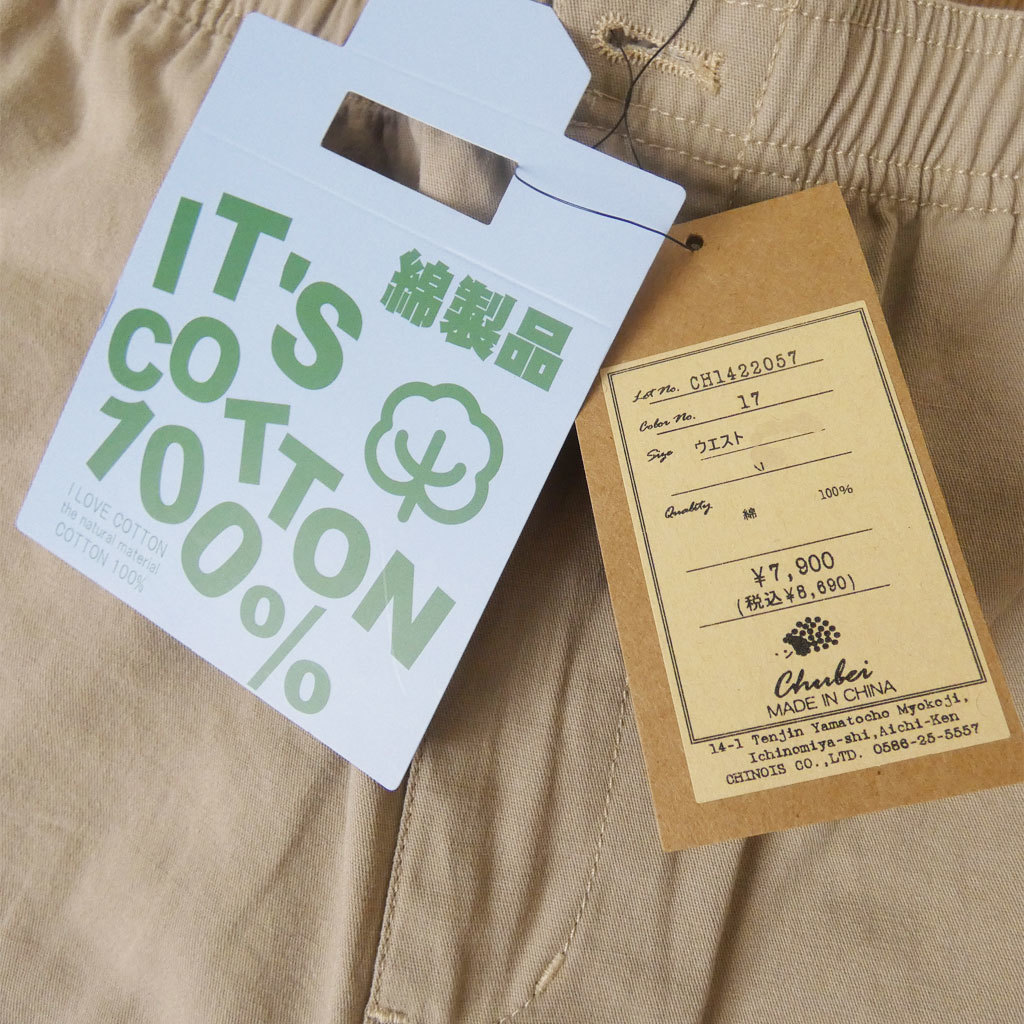 IT'S
COTTON
100%
綿製品
I LOVE COTTON
the natural material
COTTON 100%
Lot No. CH1422057
Color No. 17
Size ウエスト
Quality 綿 100%
¥7,900
(税込¥8,690)
Chubei
MADE IN CHINA
14-1 Tenjin Yamatocho Myokoji,
Ichinomiya-shi,Aichi-Ken
CHINOIS CO.,LTD. 0586-25-5557